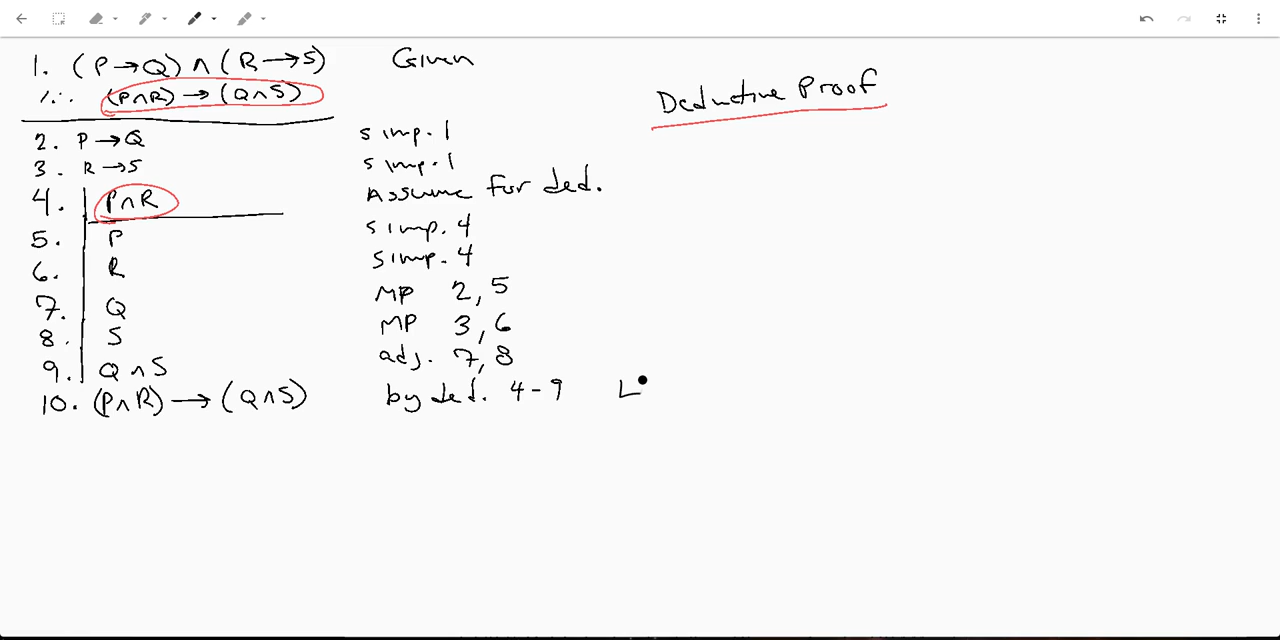 1. (P→Q) ∧ (R→S) Given
/∴ (P∧R) → (Q∧S)
Deductive Proof
2. P→Q simp. 1
3. R→S simp. 1
4. P∧R Assume for ded.
5. P simp. 4
6. R simp. 4
7. Q MP 2, 5
8. S MP 3, 6
9. Q∧S adj. 7, 8
10. (P∧R) → (Q∧S) by ded. 4-9 L